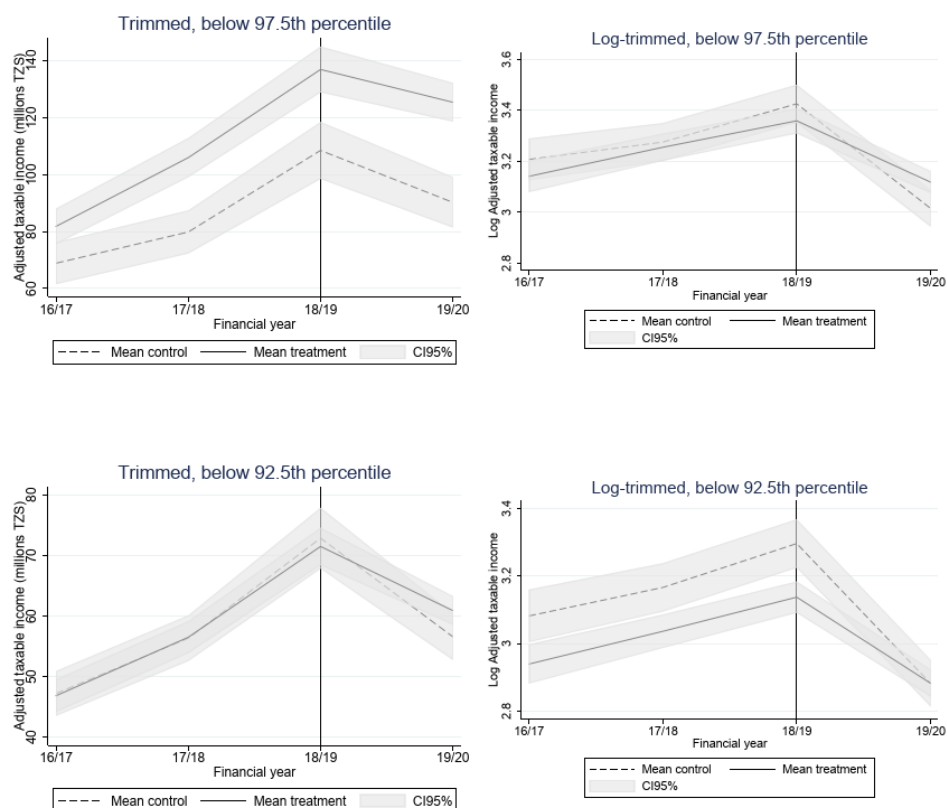 Trimmed, below 97.5th percentile
Adjusted taxable income (millions TZS)
140
120
100
80
60
16/17 17/18 18/19 19/20
Financial year
Mean control Mean treatment CI95%
Log-trimmed, below 97.5th percentile
Log Adjusted taxable income
3.6
3.4
3.2
3
2.8
16/17 17/18 18/19 19/20
Financial year
Mean control Mean treatment
CI95%
Trimmed, below 92.5th percentile
Adjusted taxable income (millions TZS)
80
70
60
50
40
16/17 17/18 18/19 19/20
Financial year
Mean control Mean treatment CI95%
Log-trimmed, below 92.5th percentile
Log Adjusted taxable income
3.4
3.2
3
2.8
16/17 17/18 18/19 19/20
Financial year
Mean control Mean treatment
CI95%